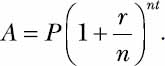 A = P(1 + r/n)^{nt}.